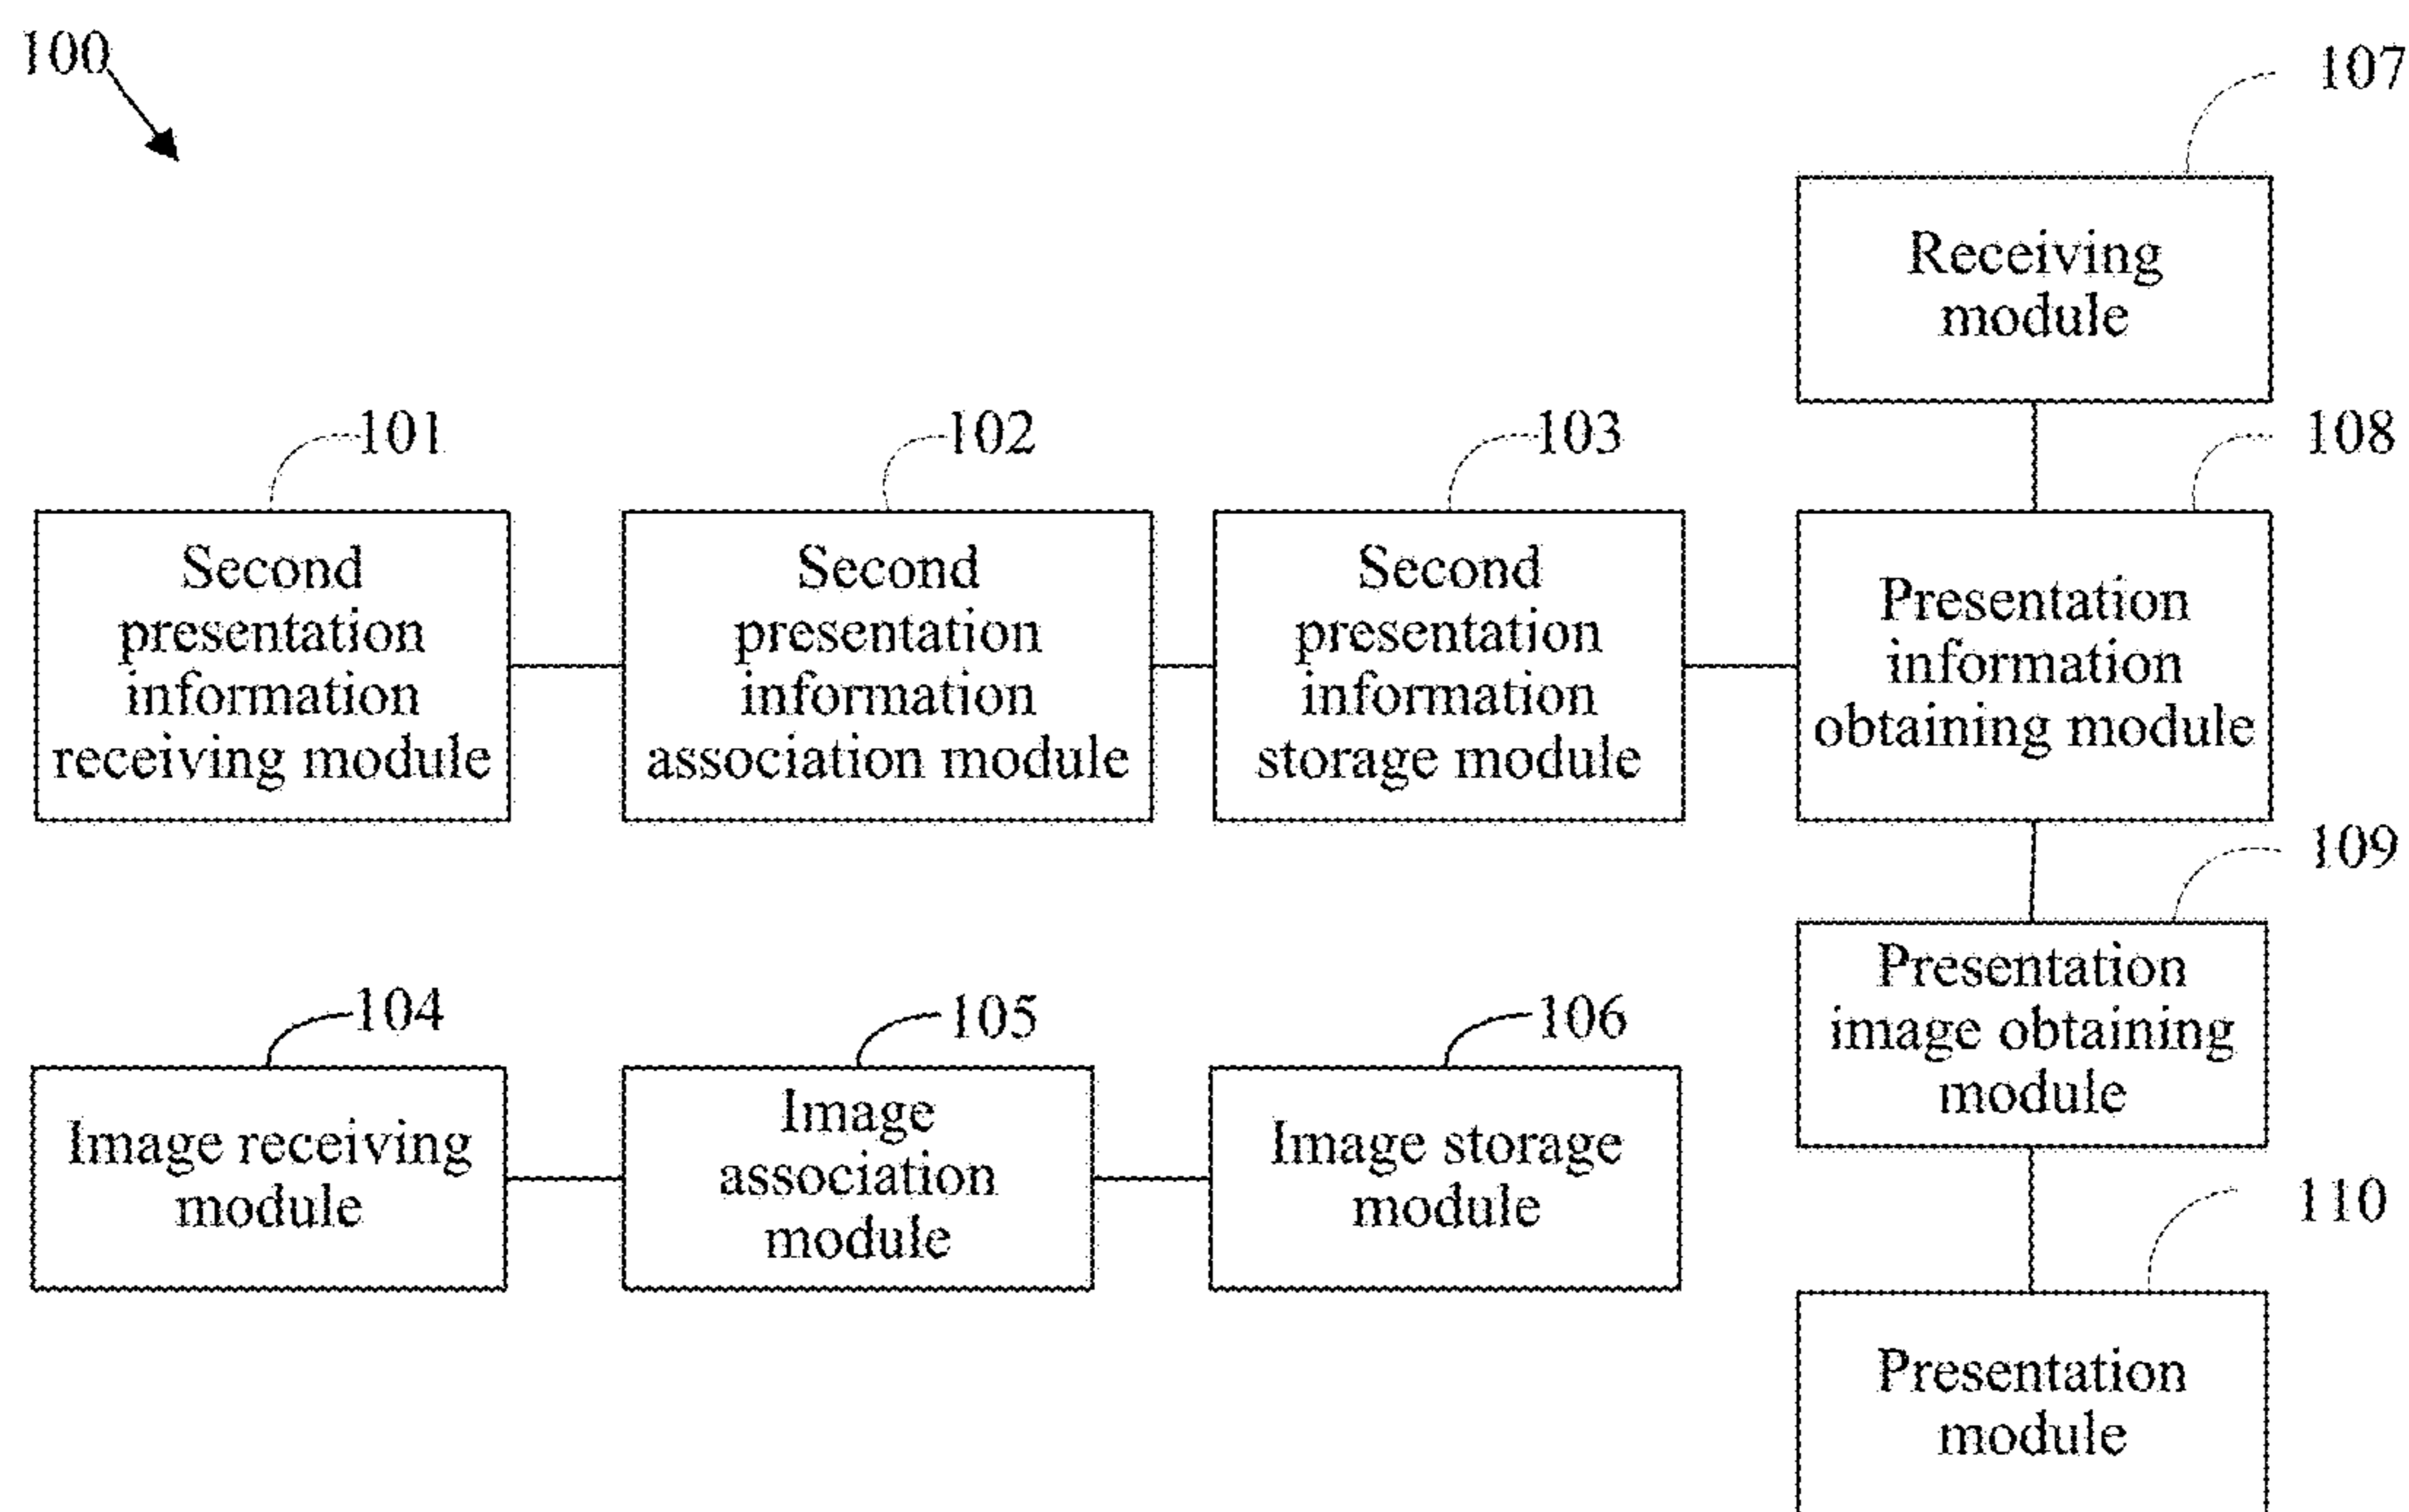 100
107
Receiving
module
101
102
103
108
Second
presentation
information
receiving module
Second
presentation
information
association module
Second
presentation
information
storage module
Presentation
information
obtaining module
109
104
105
106
Presentation
image obtaining
module
Image receiving
module
Image
association
module
Image storage
module
110
Presentation
module